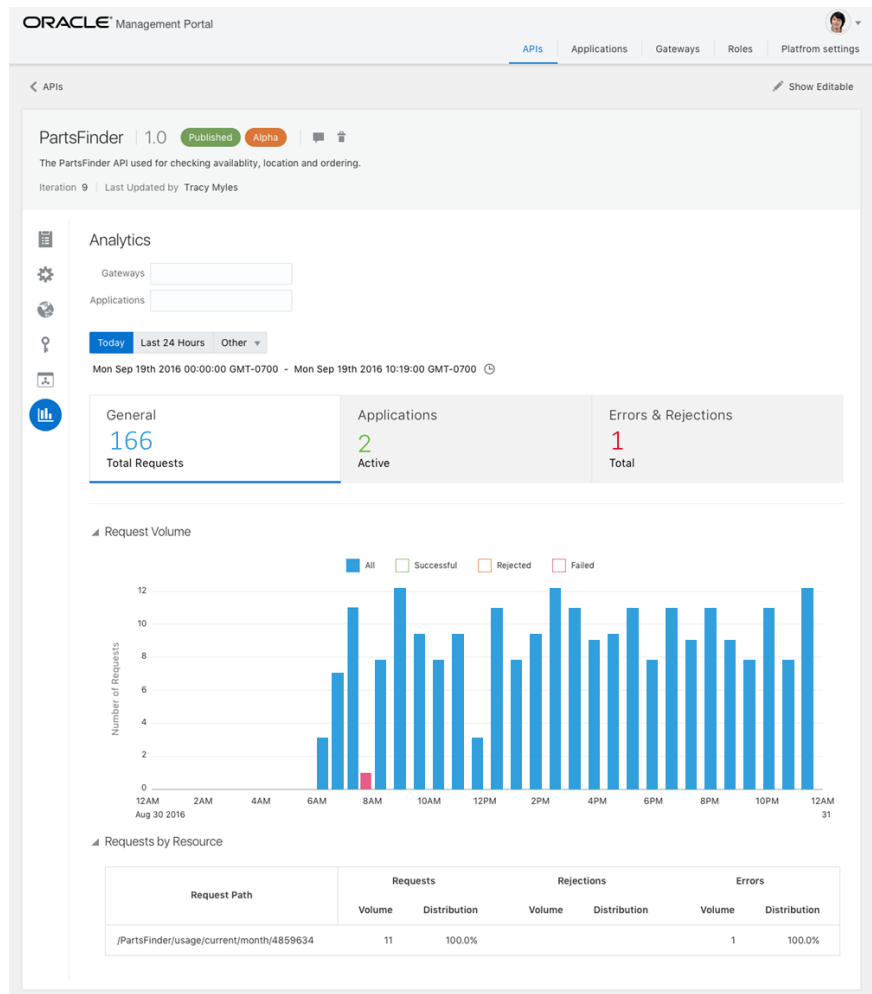 ORACLE® Management Portal
APIs Applications Gateways Roles Platfrom settings
APIs Show Editable
PartsFinder 1.0 Published Alpha
The PartsFinder API used for checking availablity, location and ordering.
Iteration 9 Last Updated by Tracy Myles
Analytics
Gateways
Applications
Today Last 24 Hours Other
Mon Sep 19th 2016 00:00:00 GMT-0700 - Mon Sep 19th 2016 10:19:00 GMT-0700
General Applications Errors & Rejections
166 2 1
Total Requests Active Total
Request Volume
All Successful Rejected Failed
Number of Requests
12
10
8
6
4
2
0
12AM 2AM 4AM 6AM 8AM 10AM 12PM 2PM 4PM 6PM 8PM 10PM 12AM
Aug 30 2016 31
Requests by Resource
Request Path Requests Rejections Errors
Volume Distribution Volume Distribution Volume Distribution
/PartsFinder/usage/current/month/4859634 11 100.0% 1 100.0%